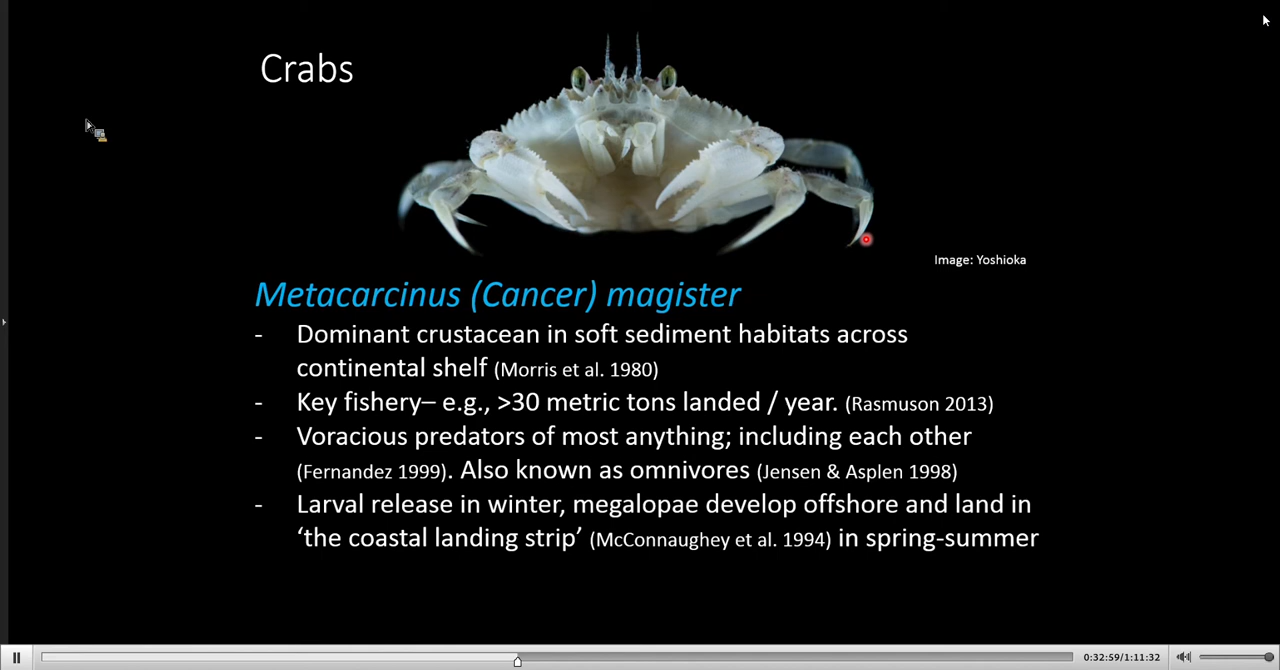 Crabs
Image: Yoshioka
Metacarcinus (Cancer) magister
- Dominant crustacean in soft sediment habitats across
continental shelf (Morris et al. 1980)
- Key fishery– e.g., >30 metric tons landed / year. (Rasmuson 2013)
- Voracious predators of most anything; including each other
(Fernandez 1999). Also known as omnivores (Jensen & Asplen 1998)
- Larval release in winter, megalopae develop offshore and land in
‘the coastal landing strip’ (McConnaughey et al. 1994) in spring-summer
0:32:59/1:11:32